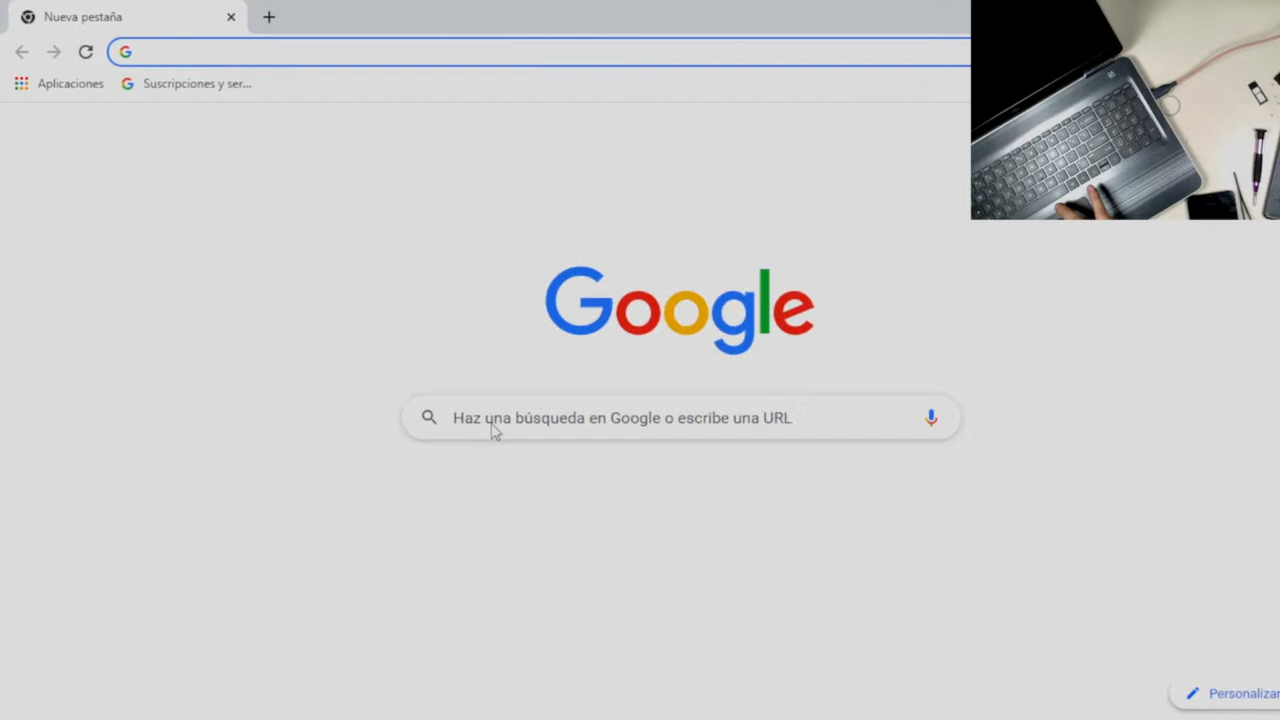 Nueva pestaña
Aplicaciones
Suscripciones y ser...
Google
Haz una búsqueda en Google o escribe una URL
Personalizar